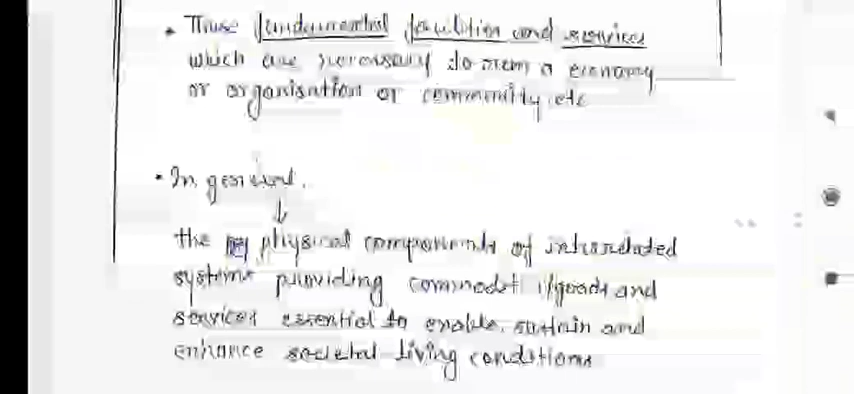 • Those fundamental facilities and services
which are necessary to run a economy
or organisation or community etc
• In general,
↓
the physical components of interrelated
systems providing commodities/goods and
services essential to enable, sustain and
enhance societal living conditions